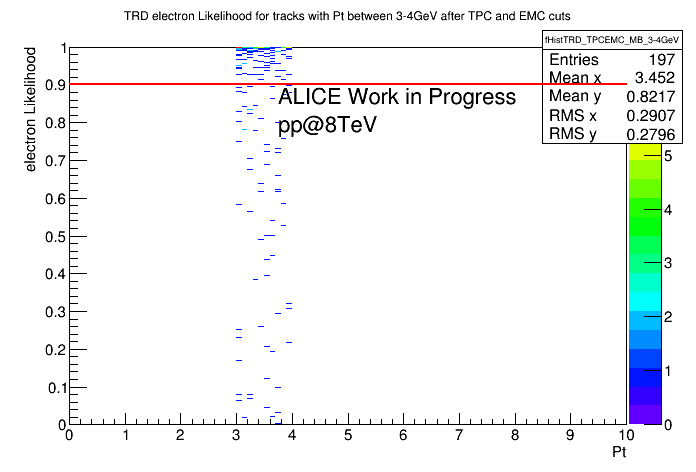 TRD electron Likelihood for tracks with Pt between 3-4GeV after TPC and EMC cuts
fHistTRD_TPCEMC_MB_3-4GeV
Entries 197
Mean x 3.452
Mean y 0.8217
RMS x 0.2907
RMS y 0.2796
ALICE Work in Progress
pp@8TeV
electron Likelihood
1
0.9
0.8
0.7
0.6
0.5
0.4
0.3
0.2
0.1
0
0 1 2 3 4 5 6 7 8 9 10
Pt
5
4
3
2
1
0